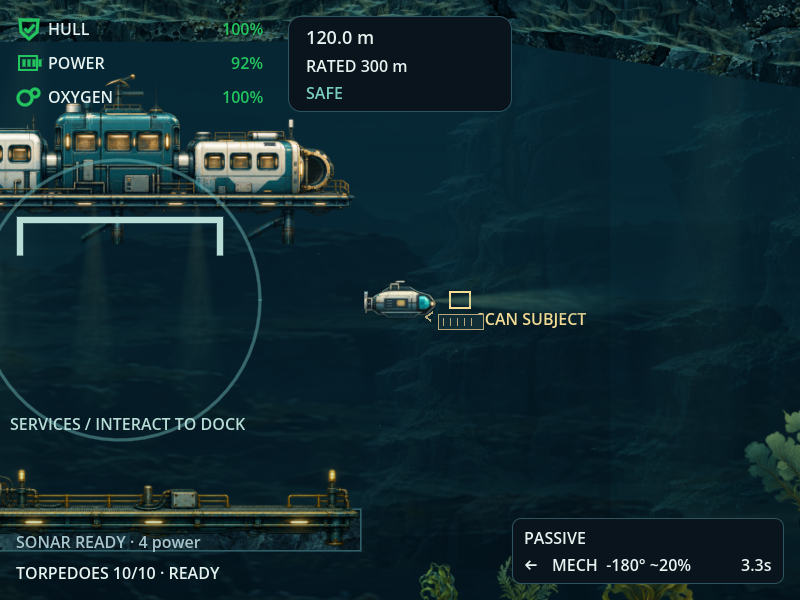 HULL 100%
POWER 92%
OXYGEN 100%
120.0 m
RATED 300 m
SAFE
CAN SUBJECT
SERVICES / INTERACT TO DOCK
SONAR READY · 4 power
TORPEDOES 10/10 · READY
PASSIVE
← MECH -180° ~20% 3.3s